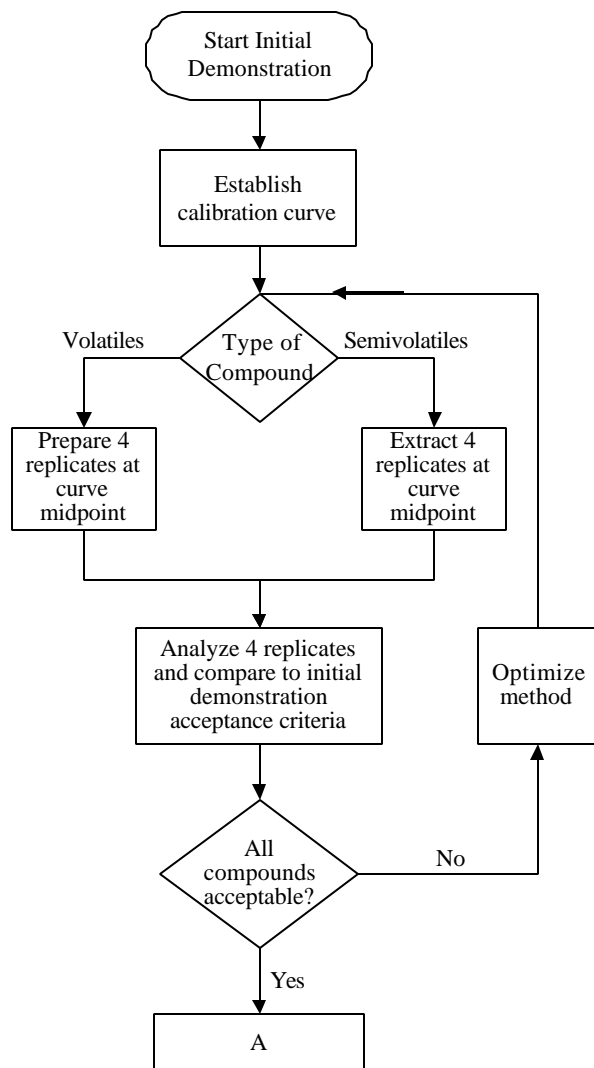 Start Initial
Demonstration
Establish
calibration curve
Volatiles
Type of
Compound
Semivolatiles
Prepare 4
replicates at
curve
midpoint
Extract 4
replicates at
curve
midpoint
Analyze 4 replicates
and compare to initial
demonstration
acceptance criteria
Optimize
method
All
compounds
acceptable?
No
Yes
A